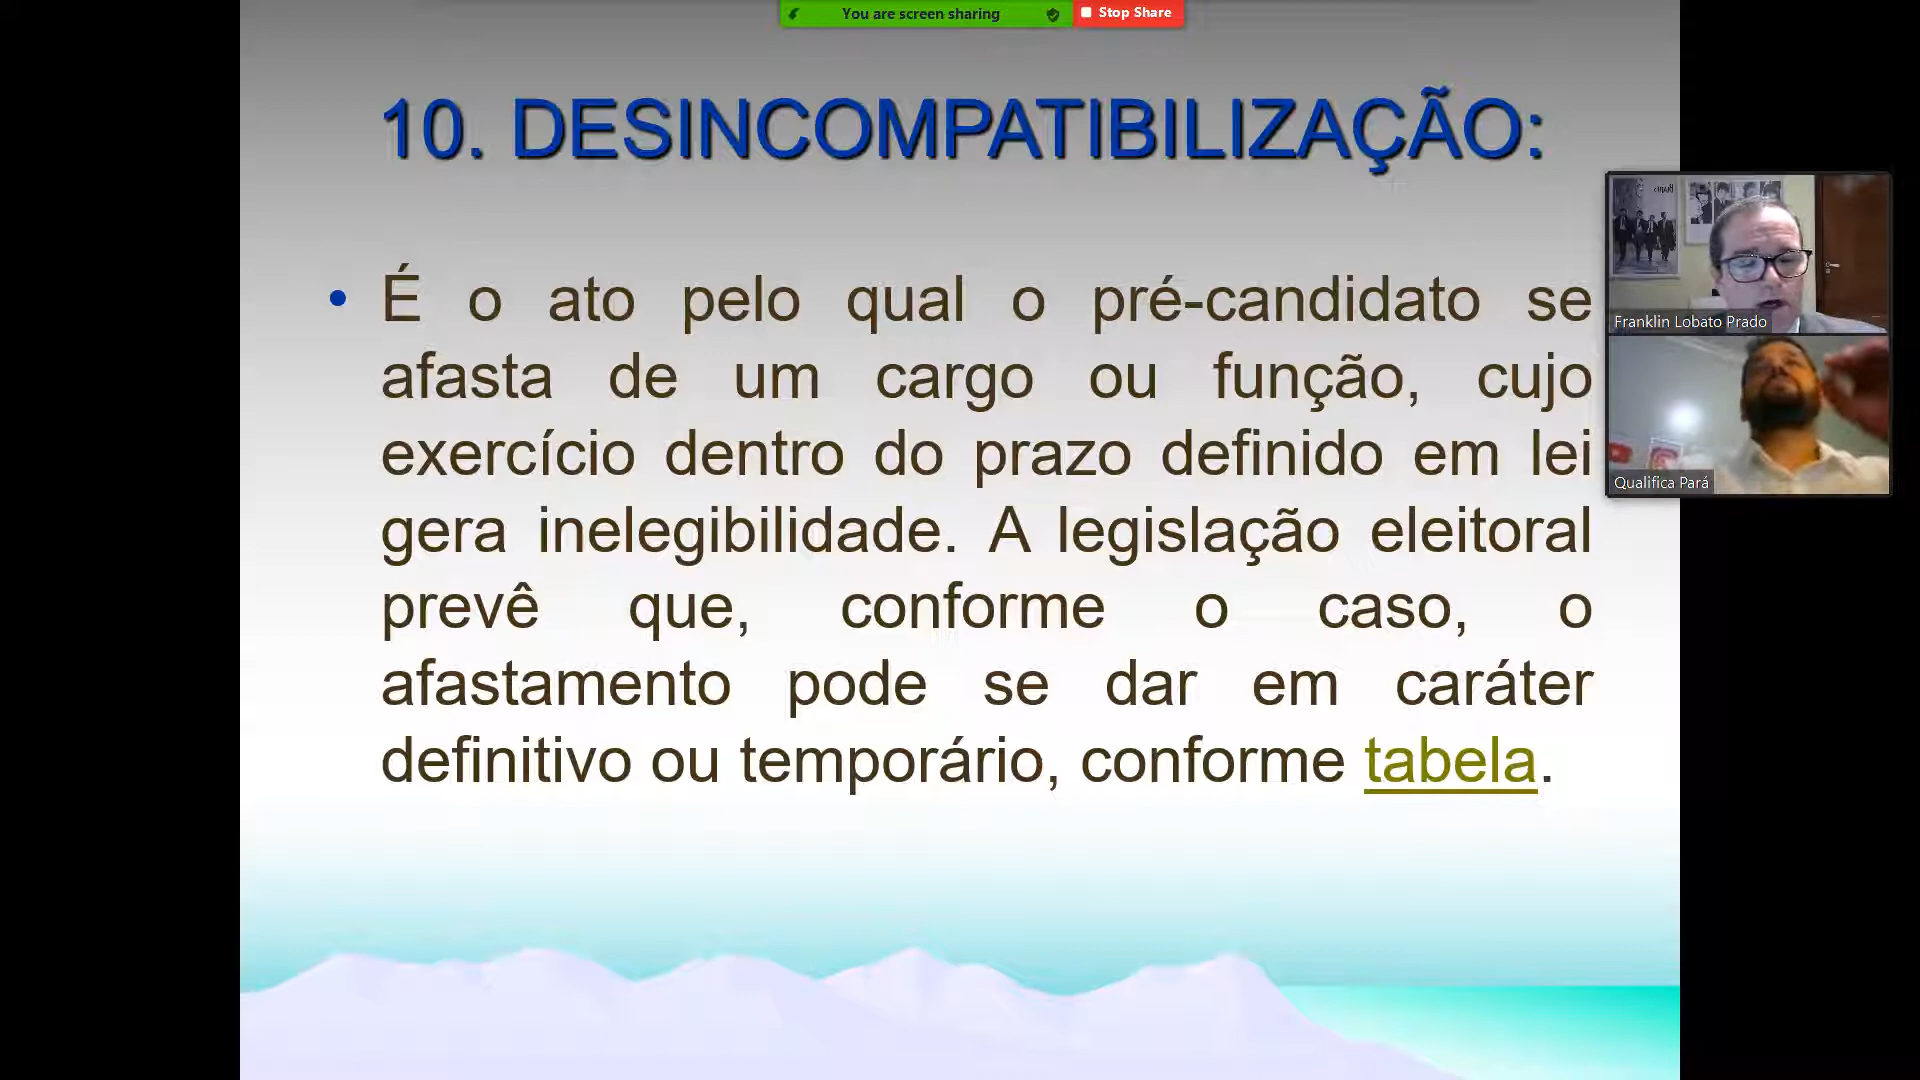 You are screen sharing
Stop Share
10. DESINCOMPATIBILIZAÇÃO:
• É o ato pelo qual o pré-candidato se
afasta de um cargo ou função, cujo
exercício dentro do prazo definido em lei
gera inelegibilidade. A legislação eleitoral
prevê que, conforme o caso, o
afastamento pode se dar em caráter
definitivo ou temporário, conforme tabela.
Franklin Lobato Prado
Qualifica Pará